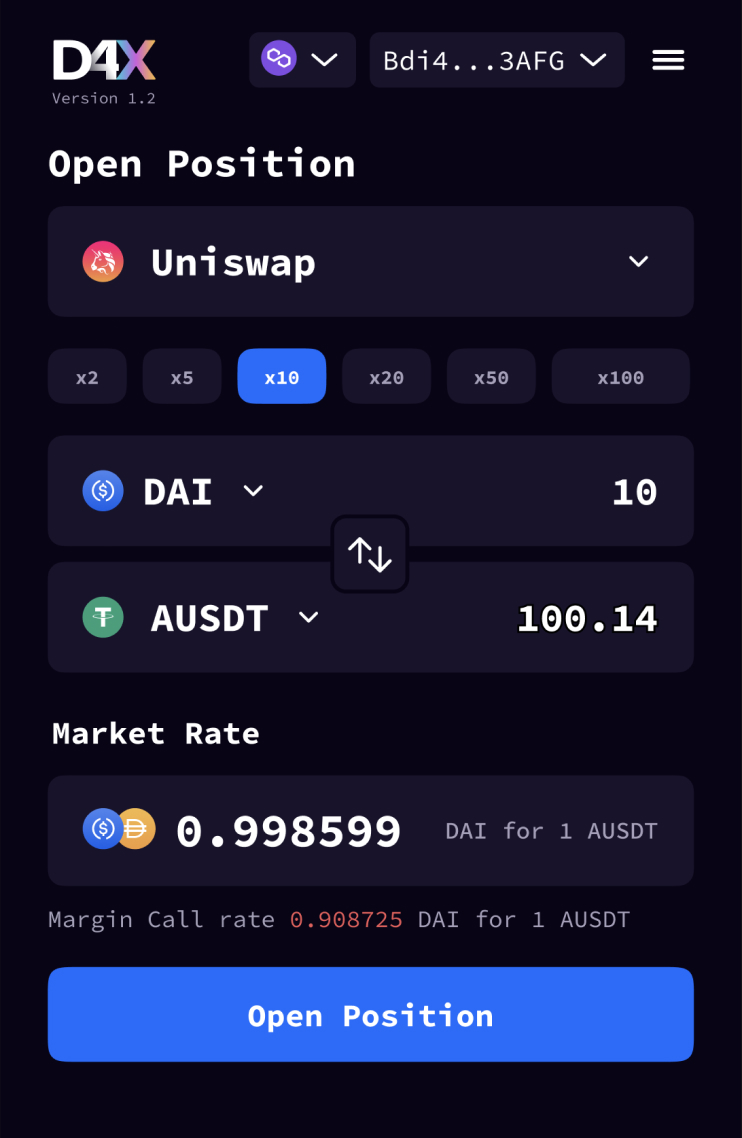 D4X
Version 1.2
Bdi4...3AFG
Open Position
Uniswap
x2 x5 x10 x20 x50 x100
DAI 10
AUSDT 100.14
Market Rate
0.998599 DAI for 1 AUSDT
Margin Call rate 0.908725 DAI for 1 AUSDT
Open Position